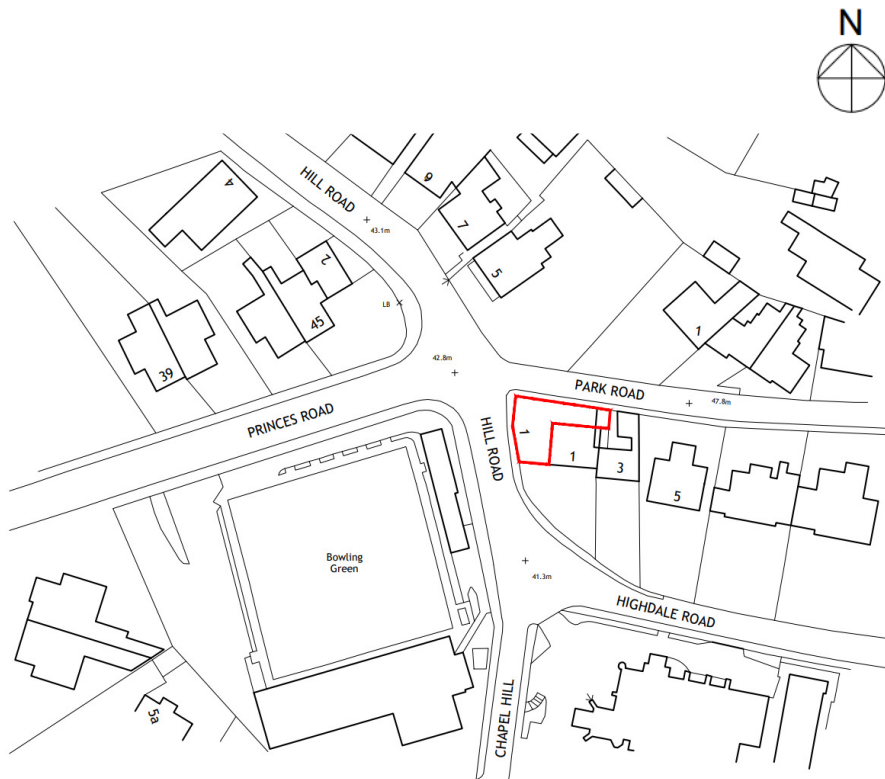 N
HILL ROAD
4
9
7
43.1m
2
5
LB
45
1
39
42.8m
PARK ROAD
47.8m
PRINCES ROAD
HILL ROAD
1
1
3
5
Bowling
Green
41.3m
HIGHDALE ROAD
CHAPEL HILL
5a